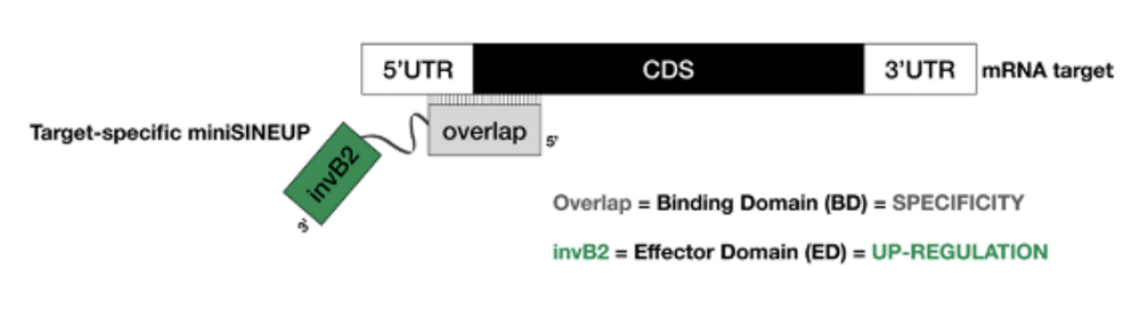 5’UTR CDS 3’UTR mRNA target
Target-specific miniSINEUP overlap 5’
invB2
3’
Overlap = Binding Domain (BD) = SPECIFICITY
invB2 = Effector Domain (ED) = UP-REGULATION